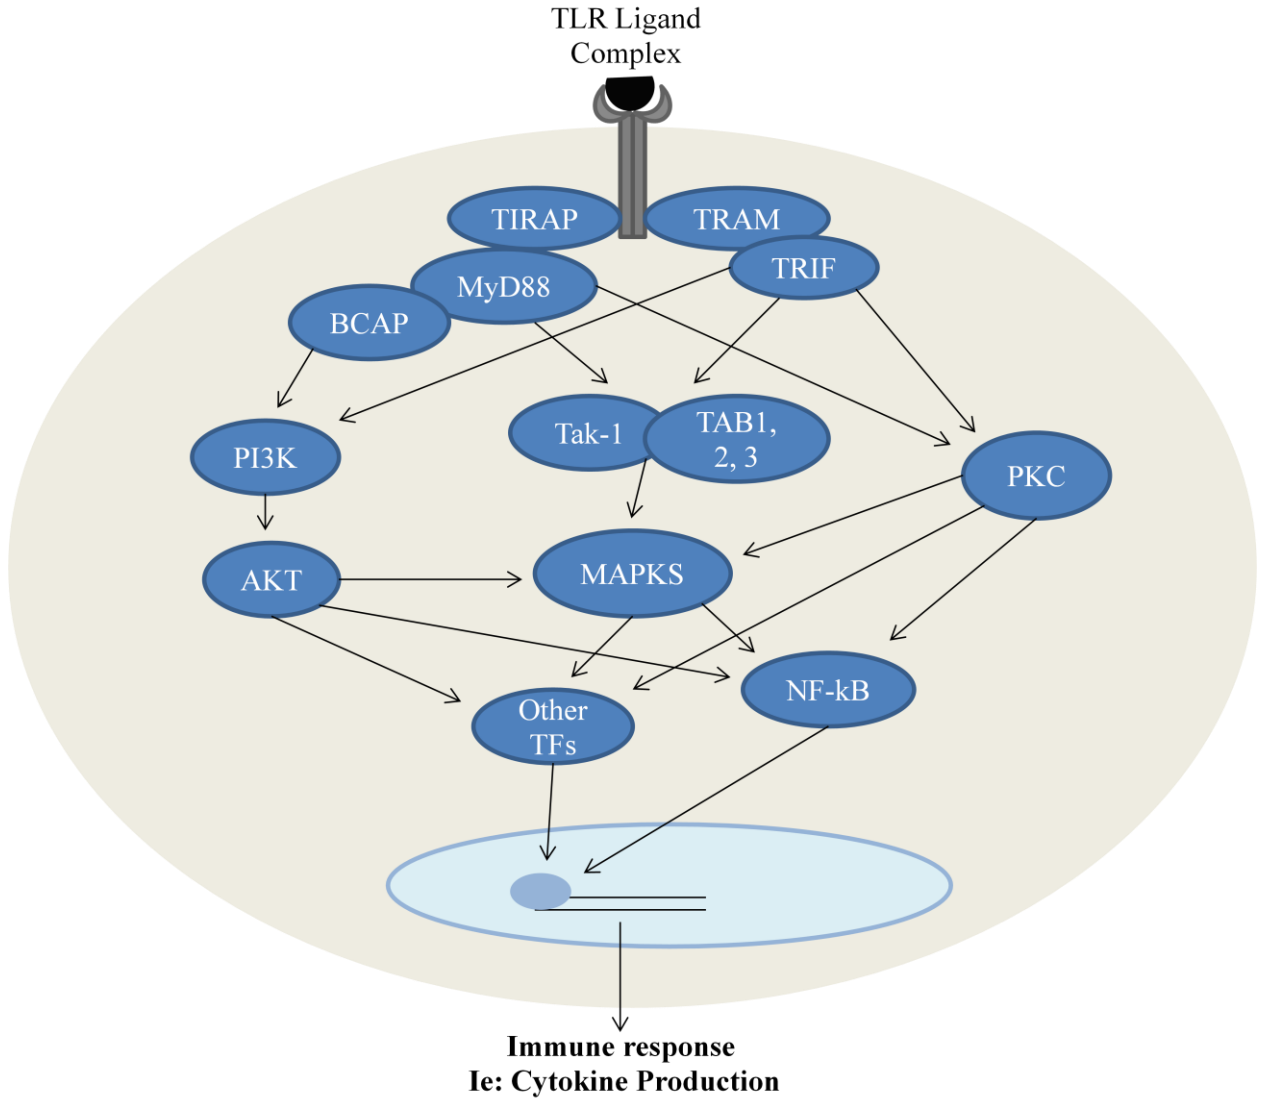 TLR Ligand
Complex
TIRAP
TRAM
TRIF
MyD88
BCAP
Tak-1
TAB1,
2, 3
PI3K
PKC
AKT
MAPKS
NF-kB
Other
TFs
Immune response
Ie: Cytokine Production